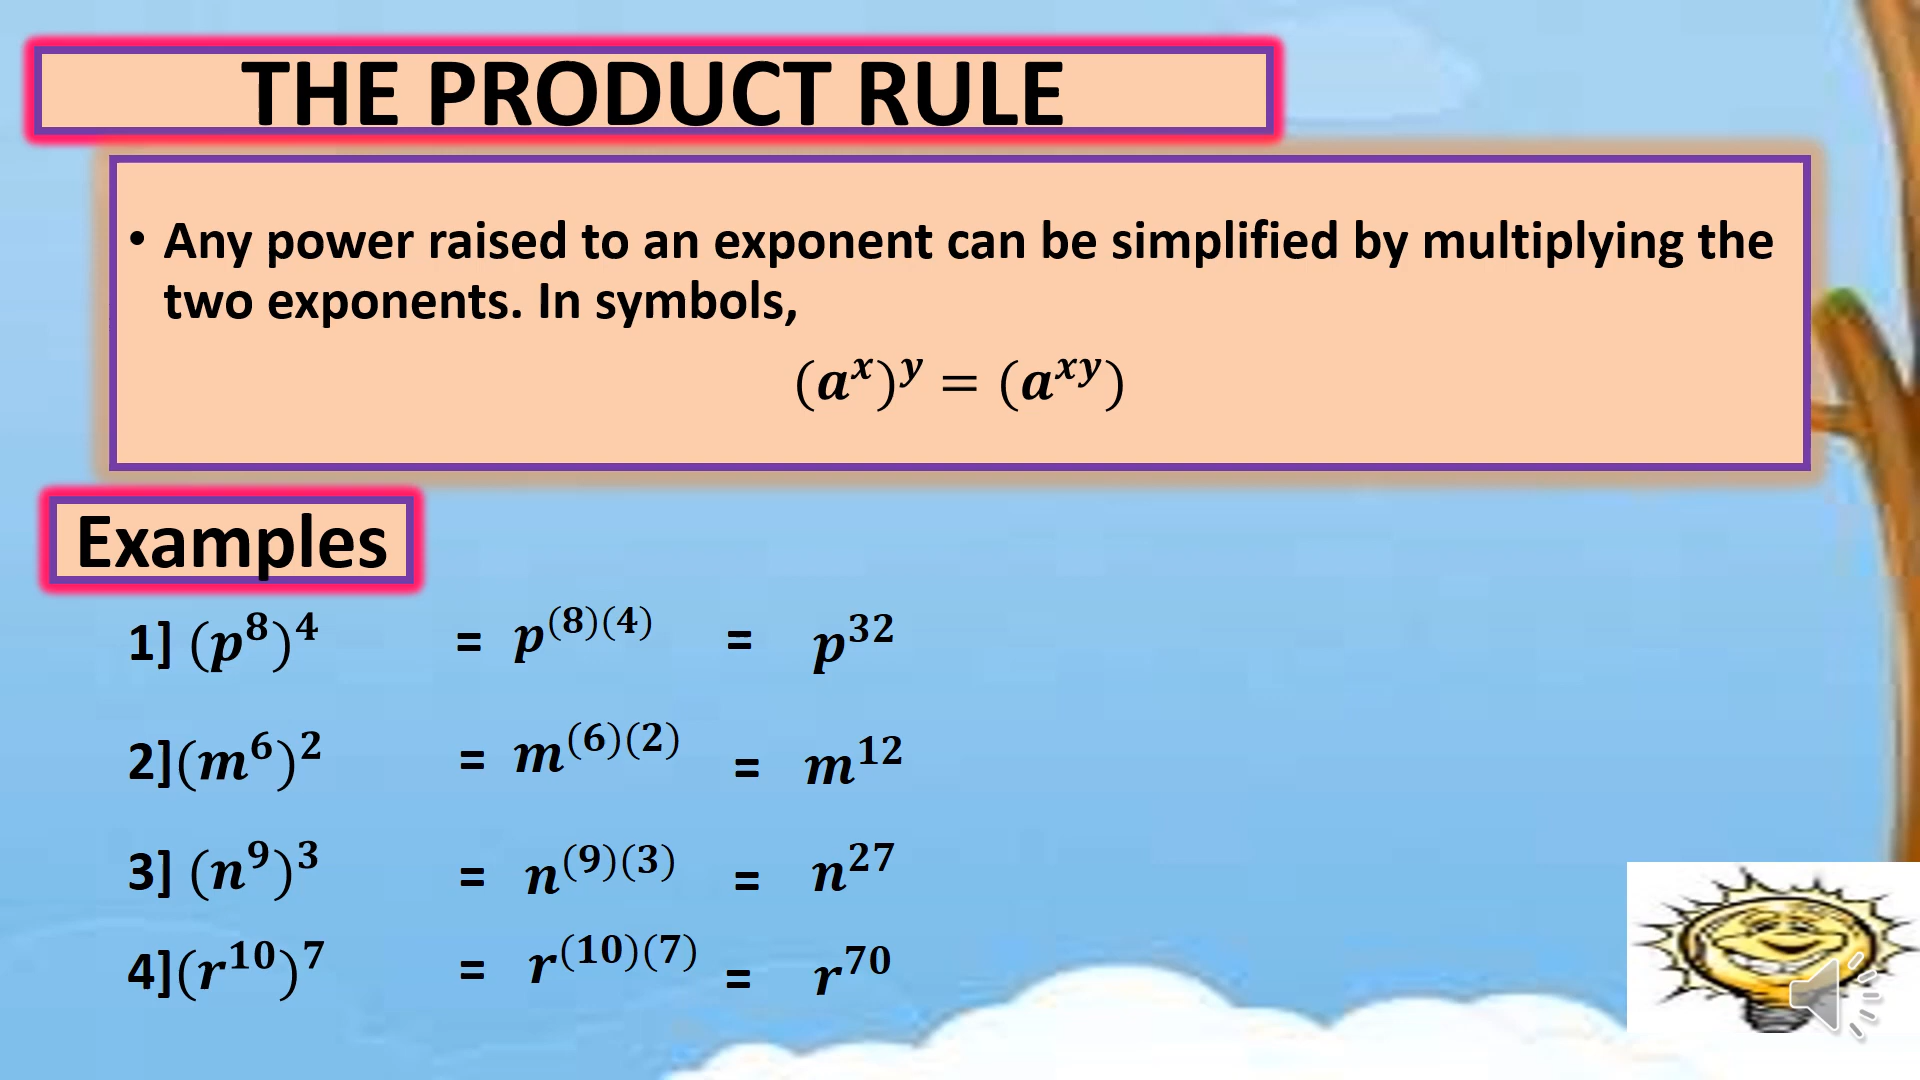 THE PRODUCT RULE
• Any power raised to an exponent can be simplified by multiplying the
two exponents. In symbols,
(a^x)^y = (a^{xy})
Examples
1] (p^8)^4 = p^{(8)(4)} = p^{32}
2](m^6)^2 = m^{(6)(2)} = m^{12}
3] (n^9)^3 = n^{(9)(3)} = n^{27}
4](r^{10})^7 = r^{(10)(7)} = r^{70}